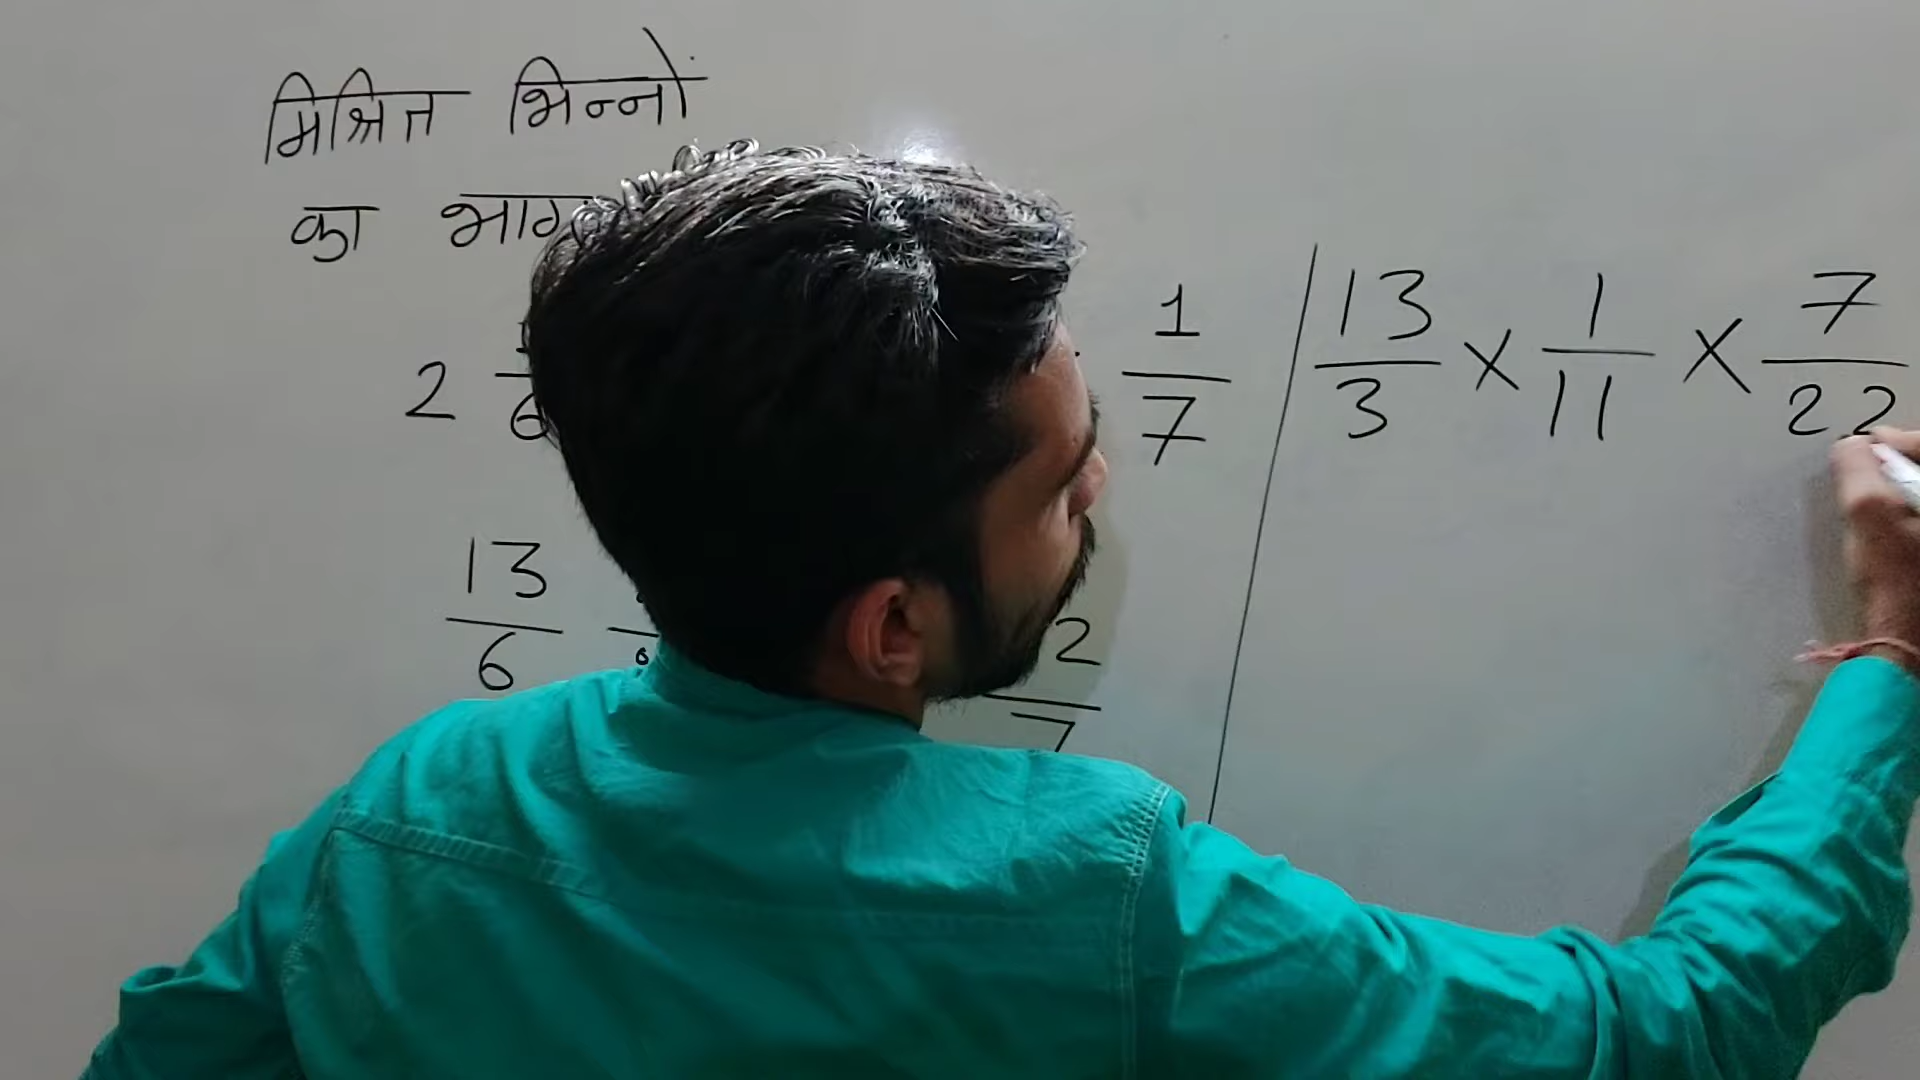 मिश्रित भिन्नों
का भाग
2
1/7
13/6 ÷
2/7
13/3 × 1/11 × 7/22